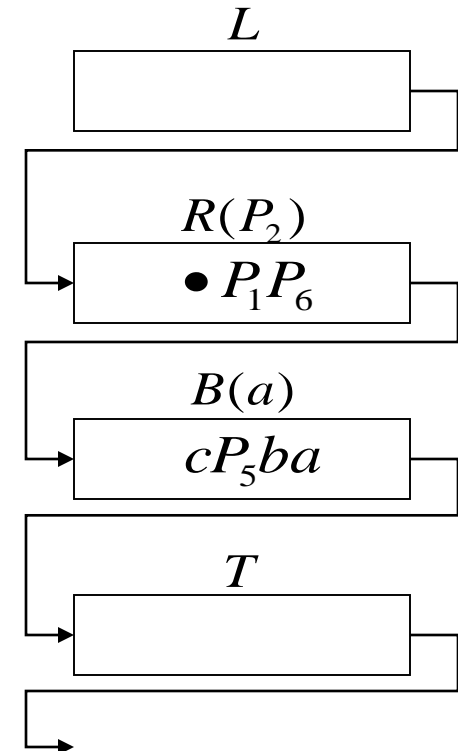 L
R(P₂)
• P₁P₆
B(a)
cP₅ba
T